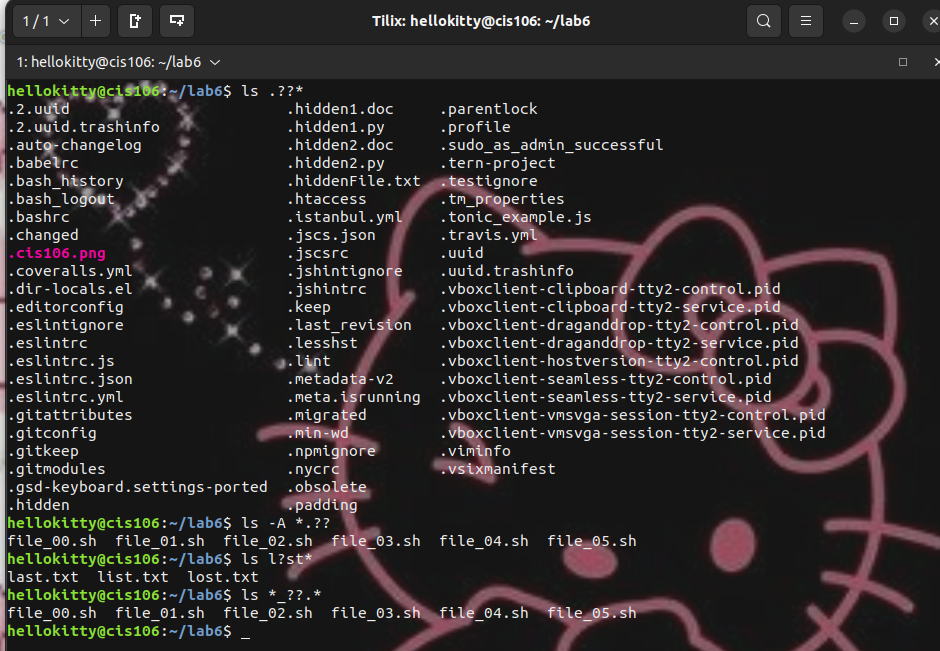 1 / 1
Tilix: hellokitty@cis106: ~/lab6
1: hellokitty@cis106: ~/lab6
hellokitty@cis106:~/lab6$ ls .??*
.2.uuid .hidden1.doc .parentlock
.2.uuid.trashinfo .hidden1.py .profile
.auto-changelog .hidden2.doc .sudo_as_admin_successful
.babelrc .hidden2.py .tern-project
.bash_history .hiddenFile.txt .testignore
.bash_logout .htaccess .tm_properties
.bashrc .istanbul.yml .tonic_example.js
.changed .jscs.json .travis.yml
.cis106.png .jscsrc .uuid
.coveralls.yml .jshintignore .uuid.trashinfo
.dir-locals.el .jshintrc .vboxclient-clipboard-tty2-control.pid
.editorconfig .keep .vboxclient-clipboard-tty2-service.pid
.eslintignore .last_revision .vboxclient-draganddrop-tty2-control.pid
.eslintrc .lesshst .vboxclient-draganddrop-tty2-service.pid
.eslintrc.js .lint .vboxclient-hostversion-tty2-control.pid
.eslintrc.json .metadata-v2 .vboxclient-seamless-tty2-control.pid
.eslintrc.yml .meta.isrunning .vboxclient-seamless-tty2-service.pid
.gitattributes .migrated .vboxclient-vmsvga-session-tty2-control.pid
.gitconfig .min-wd .vboxclient-vmsvga-session-tty2-service.pid
.gitkeep .npmignore .viminfo
.gitmodules .nycrc .vsixmanifest
.gsd-keyboard.settings-ported .obsolete
.hidden .padding
hellokitty@cis106:~/lab6$ ls -A *.??
file_00.sh file_01.sh file_02.sh file_03.sh file_04.sh file_05.sh
hellokitty@cis106:~/lab6$ ls l?st*
last.txt list.txt lost.txt
hellokitty@cis106:~/lab6$ ls *_??.*
file_00.sh file_01.sh file_02.sh file_03.sh file_04.sh file_05.sh
hellokitty@cis106:~/lab6$ _